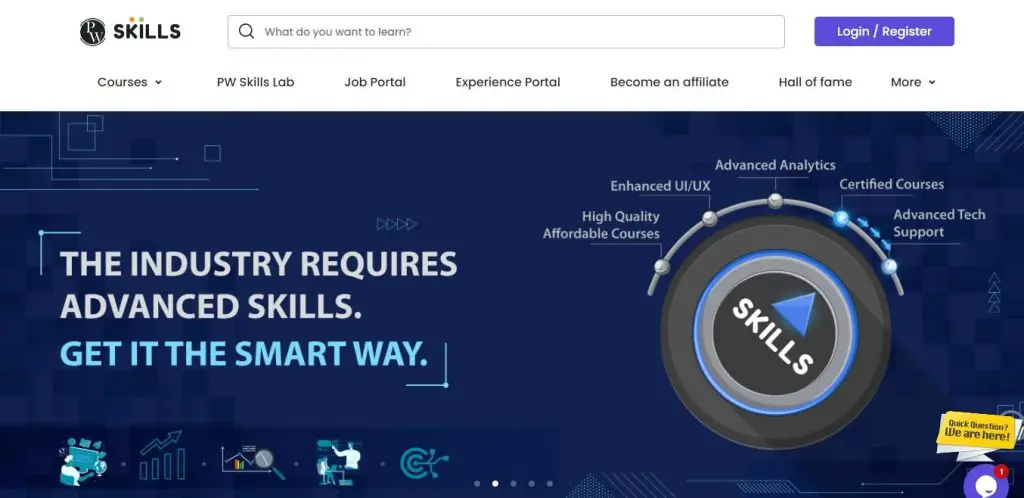 PW SKILLS
What do you want to learn?
Login / Register
Courses
PW Skills Lab
Job Portal
Experience Portal
Become an affiliate
Hall of fame
More
THE INDUSTRY REQUIRES
ADVANCED SKILLS.
GET IT THE SMART WAY.
High Quality
Affordable Courses
Enhanced UI/UX
Advanced Analytics
Certified Courses
Advanced Tech
Support
SKILLS
Quick Question?
We are here!
1